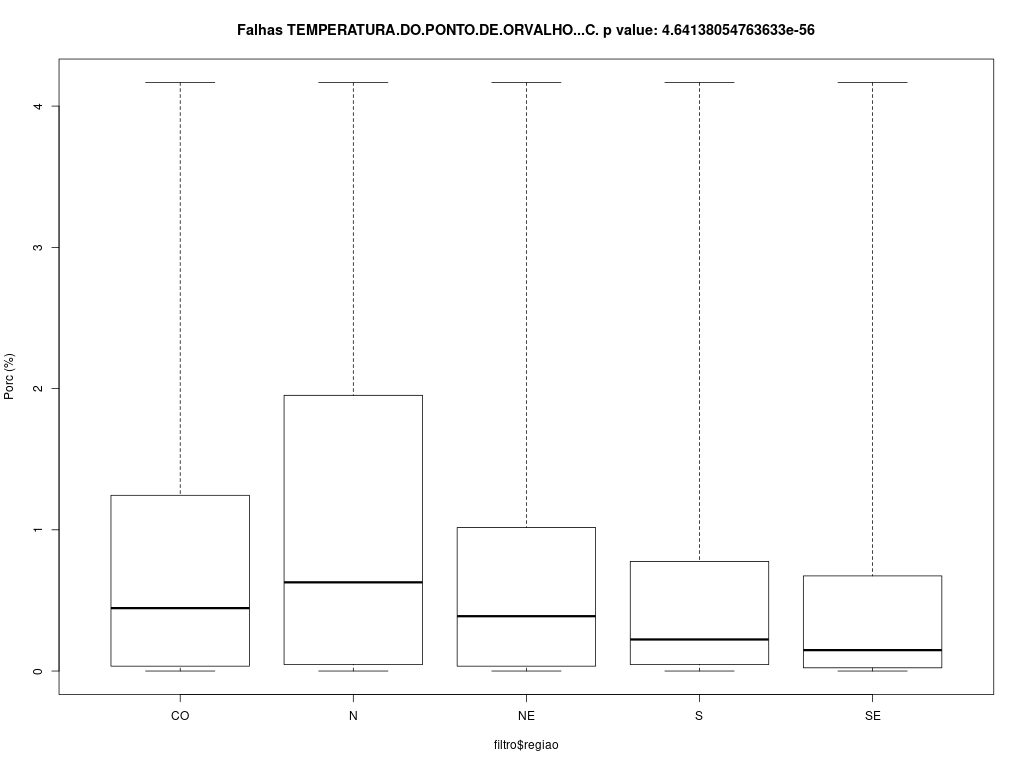 Falhas TEMPERATURA.DO.PONTO.DE.ORVALHO...C. p value: 4.64138054763633e-56
Porc (%)
4
3
2
1
0
CO N NE S SE
filtro$regiao